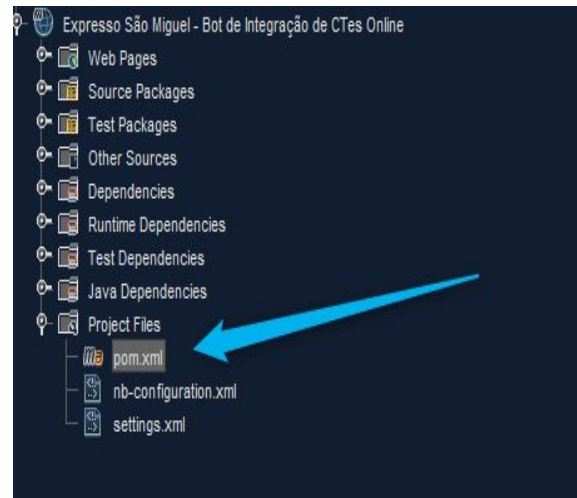 Expresso São Miguel - Bot de Integração de CTes Online
Web Pages
Source Packages
Test Packages
Other Sources
Dependencies
Runtime Dependencies
Test Dependencies
Java Dependencies
Project Files
pom.xml
nb-configuration.xml
settings.xml